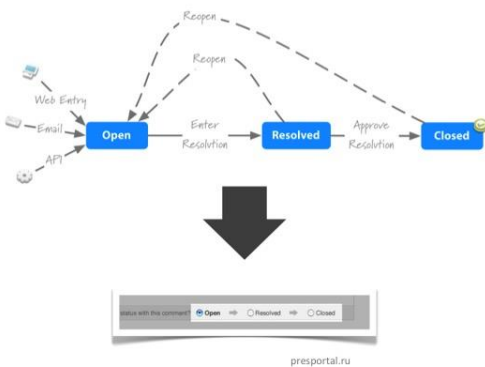 Reopen
Reopen
Web Entry
Email
API
Open
Enter
Resolution
Resolved
Approve
Resolution
Closed
status with this comment? Open Resolved Closed
presportal.ru